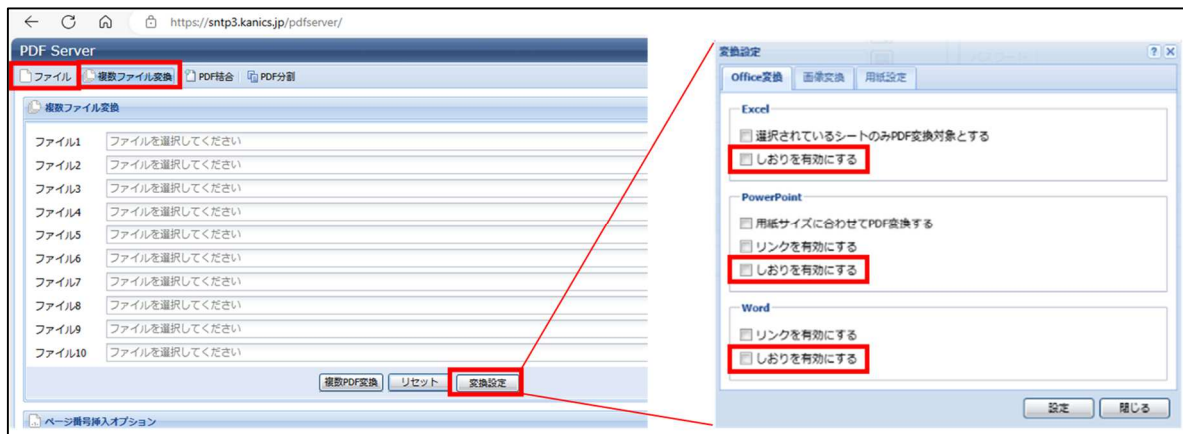 https://sntp3.kanics.jp/pdfserver/
PDF Server
ファイル 複数ファイル変換 PDF結合 PDF分割
複数ファイル変換
ファイル1 ファイルを選択してください
ファイル2 ファイルを選択してください
ファイル3 ファイルを選択してください
ファイル4 ファイルを選択してください
ファイル5 ファイルを選択してください
ファイル6 ファイルを選択してください
ファイル7 ファイルを選択してください
ファイル8 ファイルを選択してください
ファイル9 ファイルを選択してください
ファイル10 ファイルを選択してください
複数PDF変換 リセット 変換設定
ページ番号挿入オプション
変換設定
Office変換 画像変換 用紙設定
Excel
選択されているシートのみPDF変換対象とする
しおりを有効にする
PowerPoint
用紙サイズに合わせてPDF変換する
リンクを有効にする
しおりを有効にする
Word
リンクを有効にする
しおりを有効にする
設定 閉じる